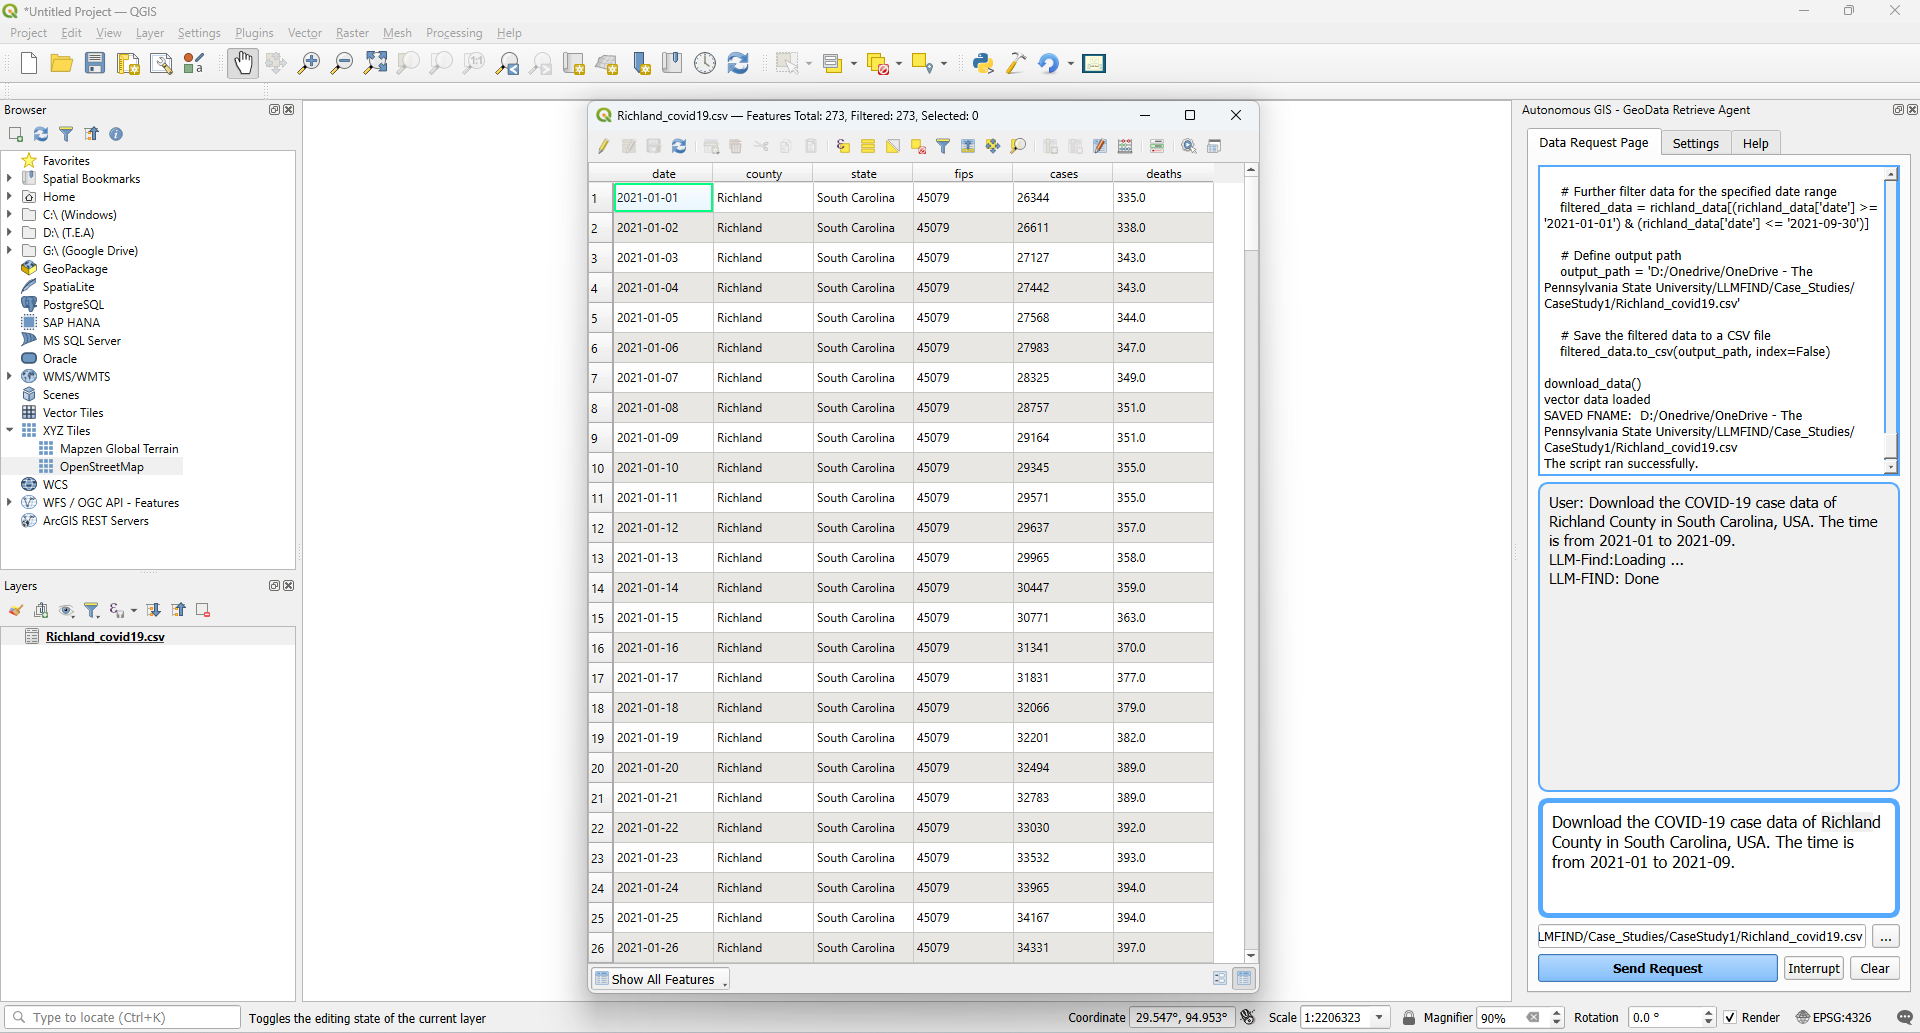 *Untitled Project — QGIS
Project Edit View Layer Settings Plugins Vector Raster Mesh Processing Help
Browser
Favorites
Spatial Bookmarks
Home
C:\ (Windows)
D:\ (T.E.A)
G:\ (Google Drive)
GeoPackage
SpatiaLite
PostgreSQL
SAP HANA
MS SQL Server
Oracle
WMS/WMTS
Scenes
Vector Tiles
XYZ Tiles
Mapzen Global Terrain
OpenStreetMap
WCS
WFS / OGC API - Features
ArcGIS REST Servers
Layers
Richland_covid19.csv
Richland_covid19.csv — Features Total: 273, Filtered: 273, Selected: 0
date county state fips cases deaths
1 2021-01-01 Richland South Carolina 45079 26344 335.0
2 2021-01-02 Richland South Carolina 45079 26611 338.0
3 2021-01-03 Richland South Carolina 45079 27127 343.0
4 2021-01-04 Richland South Carolina 45079 27442 343.0
5 2021-01-05 Richland South Carolina 45079 27568 344.0
6 2021-01-06 Richland South Carolina 45079 27983 347.0
7 2021-01-07 Richland South Carolina 45079 28325 349.0
8 2021-01-08 Richland South Carolina 45079 28757 351.0
9 2021-01-09 Richland South Carolina 45079 29164 351.0
10 2021-01-10 Richland South Carolina 45079 29345 355.0
11 2021-01-11 Richland South Carolina 45079 29571 355.0
12 2021-01-12 Richland South Carolina 45079 29637 357.0
13 2021-01-13 Richland South Carolina 45079 29965 358.0
14 2021-01-14 Richland South Carolina 45079 30447 359.0
15 2021-01-15 Richland South Carolina 45079 30771 363.0
16 2021-01-16 Richland South Carolina 45079 31341 370.0
17 2021-01-17 Richland South Carolina 45079 31831 377.0
18 2021-01-18 Richland South Carolina 45079 32066 379.0
19 2021-01-19 Richland South Carolina 45079 32201 382.0
20 2021-01-20 Richland South Carolina 45079 32494 389.0
21 2021-01-21 Richland South Carolina 45079 32783 389.0
22 2021-01-22 Richland South Carolina 45079 33030 392.0
23 2021-01-23 Richland South Carolina 45079 33532 393.0
24 2021-01-24 Richland South Carolina 45079 33965 394.0
25 2021-01-25 Richland South Carolina 45079 34167 394.0
26 2021-01-26 Richland South Carolina 45079 34331 397.0
Show All Features
Autonomous GIS - GeoData Retrieve Agent
Data Request Page Settings Help
# Further filter data for the specified date range
filtered_data = richland_data[(richland_data['date'] >=
'2021-01-01') & (richland_data['date'] <= '2021-09-30')]
# Define output path
output_path = 'D:/Onedrive/OneDrive - The
Pennsylvania State University/LLMFIND/Case_Studies/
CaseStudy1/Richland_covid19.csv'
# Save the filtered data to a CSV file
filtered_data.to_csv(output_path, index=False)
download_data()
vector data loaded
SAVED FNAME: D:/Onedrive/OneDrive - The
Pennsylvania State University/LLMFIND/Case_Studies/
CaseStudy1/Richland_covid19.csv
The script ran successfully.
User: Download the COVID-19 case data of
Richland County in South Carolina, USA. The time
is from 2021-01 to 2021-09.
LLM-Find:Loading ...
LLM-FIND: Done
Download the COVID-19 case data of Richland
County in South Carolina, USA. The time is
from 2021-01 to 2021-09.
LMFIND/Case_Studies/CaseStudy1/Richland_covid19.csv ...
Send Request Interrupt Clear
Type to locate (Ctrl+K) Toggles the editing state of the current layer Coordinate 29.547°, 94.953° Scale 1:2206323 Magnifier 90% Rotation 0.0 ° Render EPSG:4326